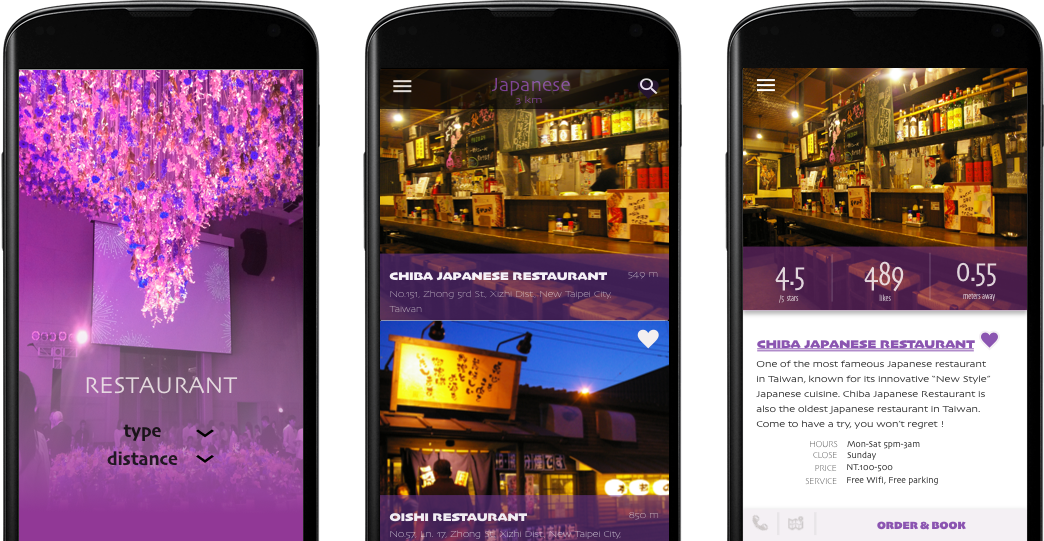 RESTAURANT
type
distance
Japanese
3 km
CHIBA JAPANESE RESTAURANT
549 m
No.151, Zhong 5rd St., Xizhi Dist. New Taipei City,
Taiwan
OISHI RESTAURANT
850 m
No.57, Ln. 17, Zhong St., Xizhi Dist., New Taipei City,
4.5
/5 stars
489
likes
0.55
meters away
CHIBA JAPANESE RESTAURANT
One of the most famous Japanese restaurant
in Taiwan, known for its innovative "New Style"
Japanese cuisine. Chiba Japanese Restaurant is
also the oldest japanese restaurant in Taiwan.
Come to have a try, you won't regret !
HOURS Mon-Sat 5pm-3am
CLOSE Sunday
PRICE NT.100-500
SERVICE Free Wifi, Free parking
ORDER & BOOK